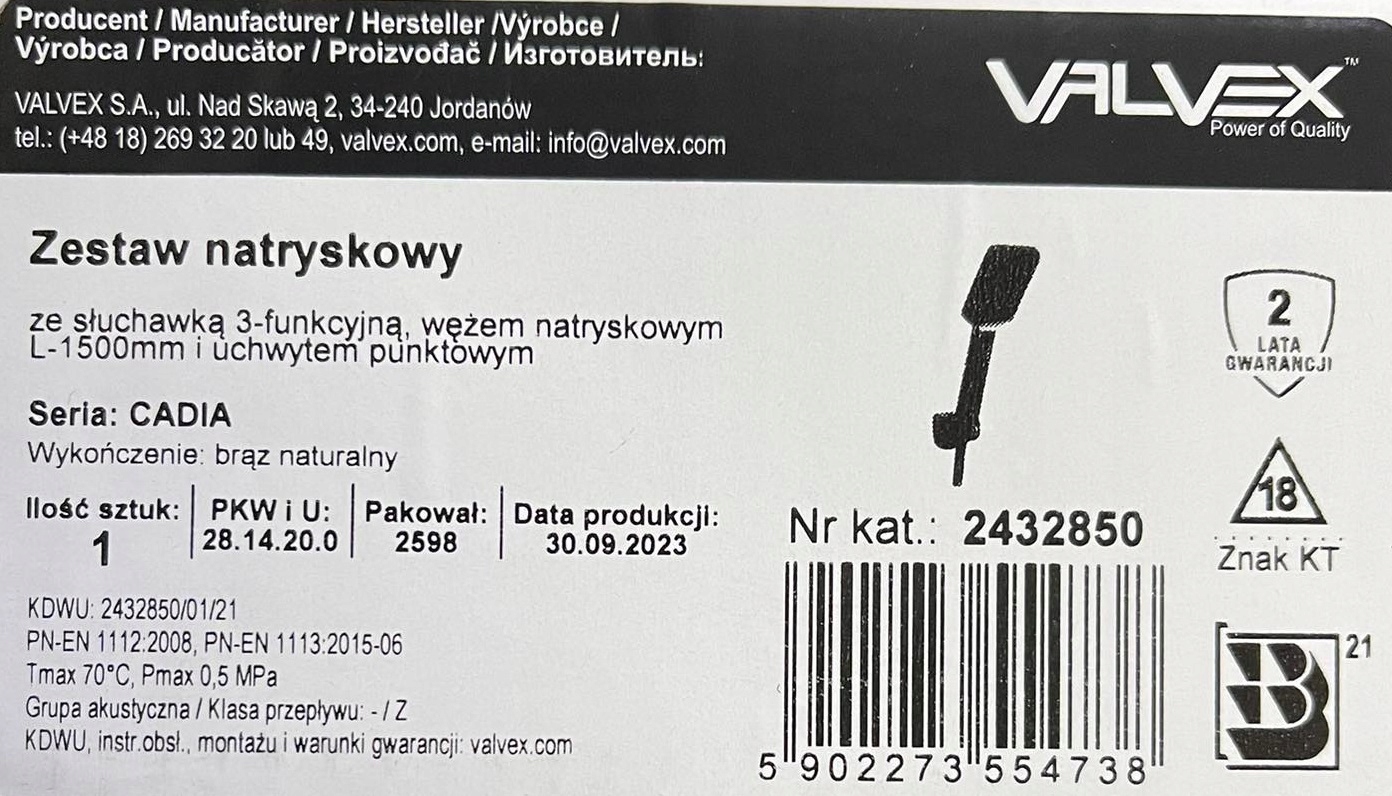 Producent / Manufacturer / Hersteller /Výrobce /
Výrobca / Producător / Proizvođač / Изготовитель:
VALVEX S.A., ul. Nad Skawą 2, 34-240 Jordanów
tel.: (+48 18) 269 32 20 lub 49, valvex.com, e-mail: info@valvex.com
VALVEX™
Power of Quality
Zestaw natryskowy
ze słuchawką 3-funkcyjną, wężem natryskowym
L-1500mm i uchwytem punktowym
Seria: CADIA
Wykończenie: brąz naturalny
Ilość sztuk:
1
PKW i U:
28.14.20.0
Pakował:
2598
Data produkcji:
30.09.2023
KDWU: 2432850/01/21
PN-EN 1112:2008, PN-EN 1113:2015-06
Tmax 70°C, Pmax 0,5 MPa
Grupa akustyczna / Klasa przepływu: - / Z
KDWU, instr.obsł., montażu i warunki gwarancji: valvex.com
Nr kat.: 2432850
5 902273 554738
2
LATA
GWARANCJI
18
Znak KT
B 21